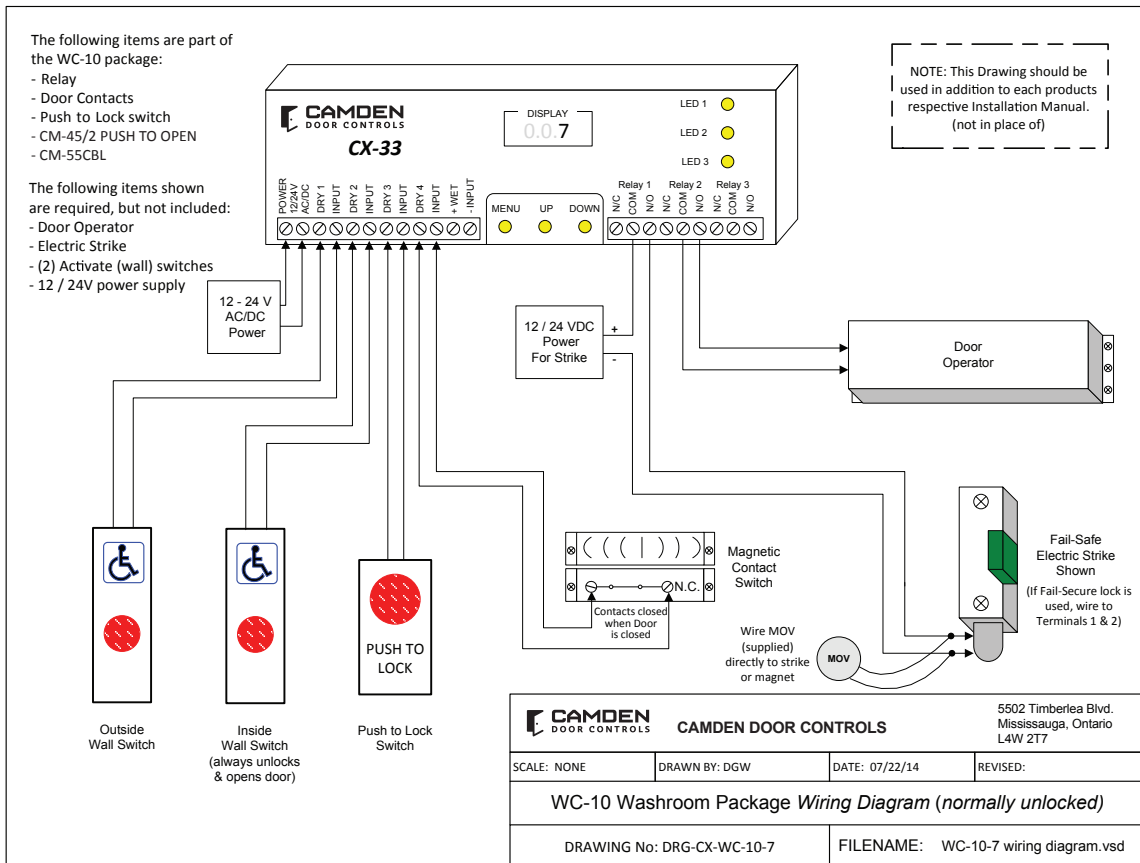 The following items are part of
the WC-10 package:
- Relay
- Door Contacts
- Push to Lock switch
- CM-45/2 PUSH TO OPEN
- CM-55CBL
The following items shown
are required, but not included:
- Door Operator
- Electric Strike
- (2) Activate (wall) switches
- 12 / 24V power supply
CAMDEN
DOOR CONTROLS
CX-33
DISPLAY
0.0.7
LED 1
LED 2
LED 3
NOTE: This Drawing should be
used in addition to each products
respective Installation Manual.
(not in place of)
POWER
12/24V
AC/DC
DRY 1
INPUT
DRY 2
INPUT
DRY 3
INPUT
DRY 4
INPUT
+ WET
- INPUT
MENU
UP
DOWN
Relay 1
Relay 2
Relay 3
N/C
COM
N/O
N/C
COM
N/O
N/C
COM
N/O
12 - 24 V
AC/DC
Power
12 / 24 VDC
Power
For Strike
+
-
Door
Operator
Outside
Wall Switch
Inside
Wall Switch
(always unlocks
& opens door)
PUSH TO
LOCK
Push to Lock
Switch
N.C.
Contacts closed
when Door
is closed
Magnetic
Contact
Switch
Wire MOV
(supplied)
directly to strike
or magnet
MOV
Fail-Safe
Electric Strike
Shown
(If Fail-Secure lock is
used, wire to
Terminals 1 & 2)
CAMDEN
DOOR CONTROLS
CAMDEN DOOR CONTROLS
5502 Timberlea Blvd.
Mississauga, Ontario
L4W 2T7
SCALE: NONE
DRAWN BY: DGW
DATE: 07/22/14
REVISED:
WC-10 Washroom Package Wiring Diagram (normally unlocked)
DRAWING No: DRG-CX-WC-10-7
FILENAME: WC-10-7 wiring diagram.vsd